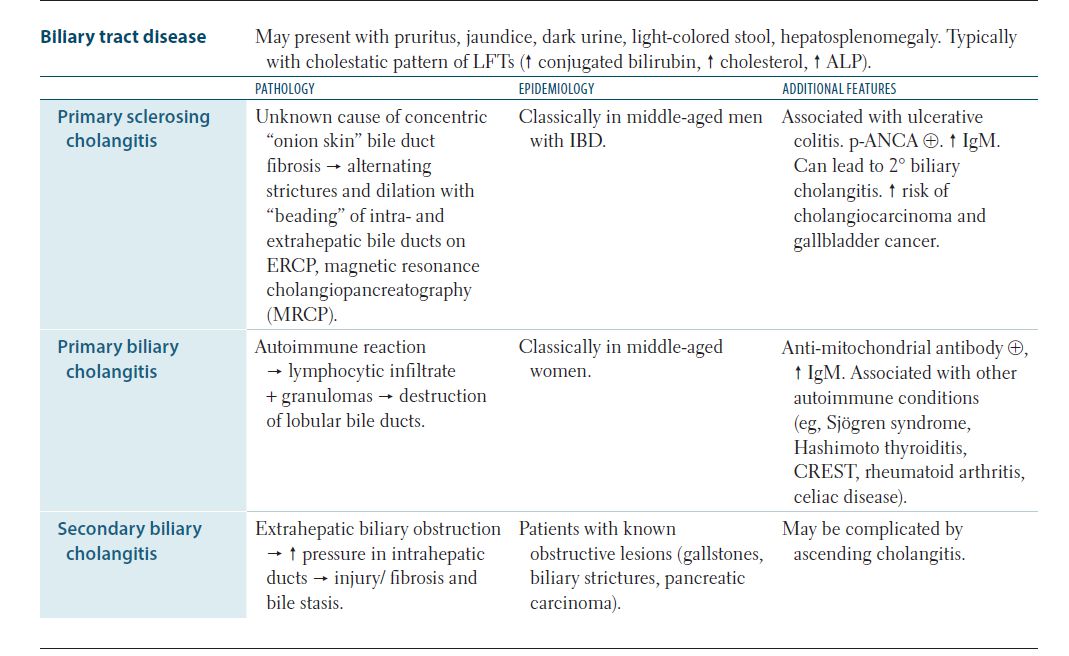 Biliary tract disease
May present with pruritus, jaundice, dark urine, light-colored stool, hepatosplenomegaly. Typically
with cholestatic pattern of LFTs (↑ conjugated bilirubin, ↑ cholesterol, ↑ ALP).
PATHOLOGY
EPIDEMIOLOGY
ADDITIONAL FEATURES
Primary sclerosing
cholangitis
Unknown cause of concentric
“onion skin” bile duct
fibrosis → alternating
strictures and dilation with
“beading” of intra- and
extrahepatic bile ducts on
ERCP, magnetic resonance
cholangiopancreatography
(MRCP).
Classically in middle-aged men
with IBD.
Associated with ulcerative
colitis. p-ANCA ⊕. ↑ IgM.
Can lead to 2° biliary
cholangitis. ↑ risk of
cholangiocarcinoma and
gallbladder cancer.
Primary biliary
cholangitis
Autoimmune reaction
→ lymphocytic infiltrate
+ granulomas → destruction
of lobular bile ducts.
Classically in middle-aged
women.
Anti-mitochondrial antibody ⊕,
↑ IgM. Associated with other
autoimmune conditions
(eg, Sjögren syndrome,
Hashimoto thyroiditis,
CREST, rheumatoid arthritis,
celiac disease).
Secondary biliary
cholangitis
Extrahepatic biliary obstruction
→ ↑ pressure in intrahepatic
ducts → injury/ fibrosis and
bile stasis.
Patients with known
obstructive lesions (gallstones,
biliary strictures, pancreatic
carcinoma).
May be complicated by
ascending cholangitis.